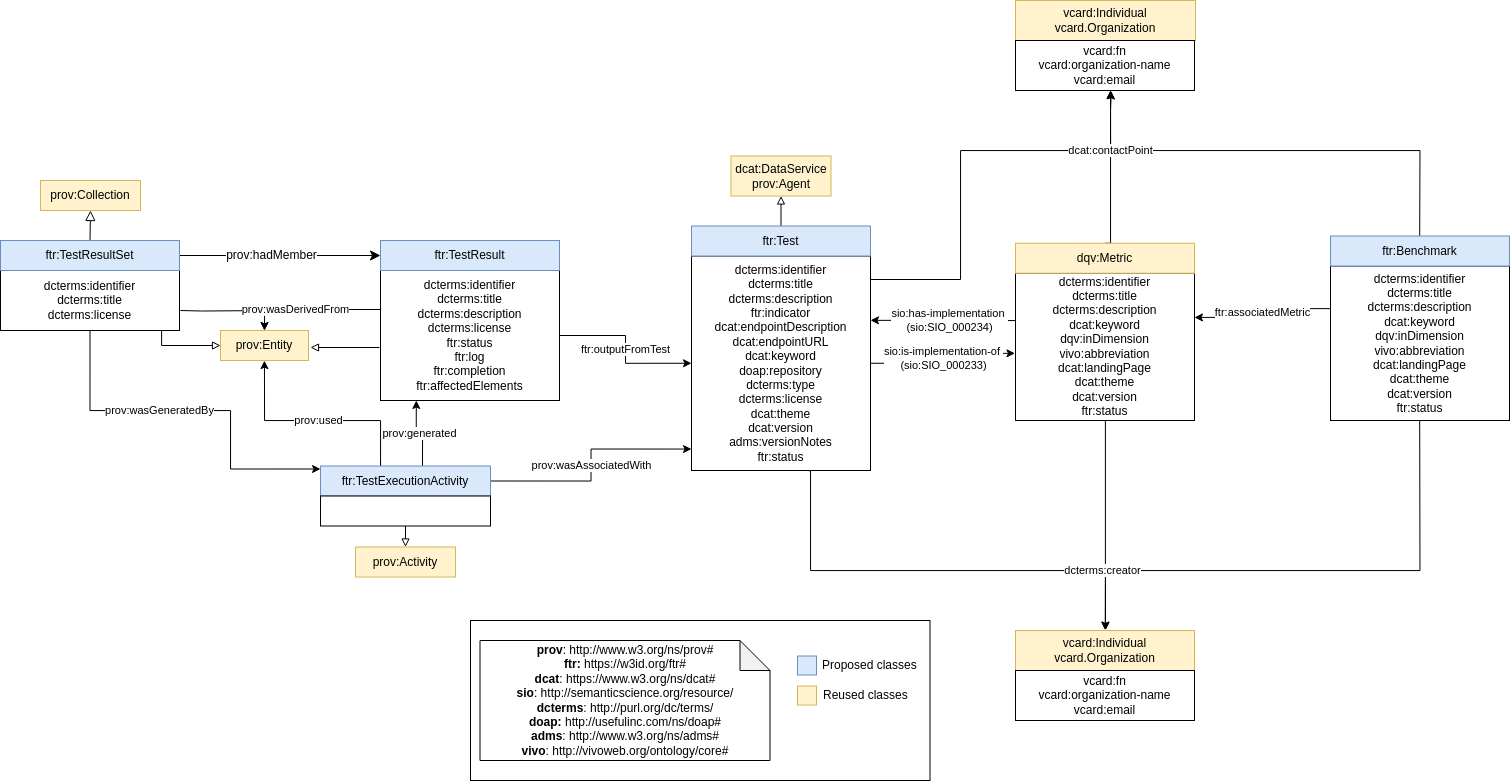 vcard:Individual
vcard.Organization
vcard:fn
vcard:organization-name
vcard:email
dcat:contactPoint
dcat:DataService
prov:Agent
prov:Collection
ftr:TestResultSet
dcterms:identifier
dcterms:title
dcterms:license
prov:hadMember
prov:wasDerivedFrom
prov:Entity
ftr:TestResult
dcterms:identifier
dcterms:title
dcterms:description
dcterms:license
ftr:status
ftr:log
ftr:completion
ftr:affectedElements
ftr:outputFromTest
prov:wasGeneratedBy
prov:used
prov:generated
prov:wasAssociatedWith
ftr:TestExecutionActivity
prov:Activity
ftr:Test
dcterms:identifier
dcterms:title
dcterms:description
ftr:indicator
dcat:endpointDescription
dcat:endpointURL
dcat:keyword
doap:repository
dcterms:type
dcterms:license
dcat:theme
dcat:version
adms:versionNotes
ftr:status
sio:has-implementation
(sio:SIO_000234)
sio:is-implementation-of
(sio:SIO_000233)
dqv:Metric
dcterms:identifier
dcterms:title
dcterms:description
dcat:keyword
dqv:inDimension
vivo:abbreviation
dcat:landingPage
dcat:theme
dcat:version
ftr:status
ftr:associatedMetric
ftr:Benchmark
dcterms:identifier
dcterms:title
dcterms:description
dcat:keyword
dqv:inDimension
vivo:abbreviation
dcat:landingPage
dcat:theme
dcat:version
ftr:status
dcterms:creator
vcard:Individual
vcard.Organization
vcard:fn
vcard:organization-name
vcard:email
prov: http://www.w3.org/ns/prov#
ftr: https://w3id.org/ftr#
dcat: https://www.w3.org/ns/dcat#
sio: http://semanticscience.org/resource/
dcterms: http://purl.org/dc/terms/
doap: http://usefulinc.com/ns/doap#
adms: http://www.w3.org/ns/adms#
vivo: http://vivoweb.org/ontology/core#
Proposed classes
Reused classes